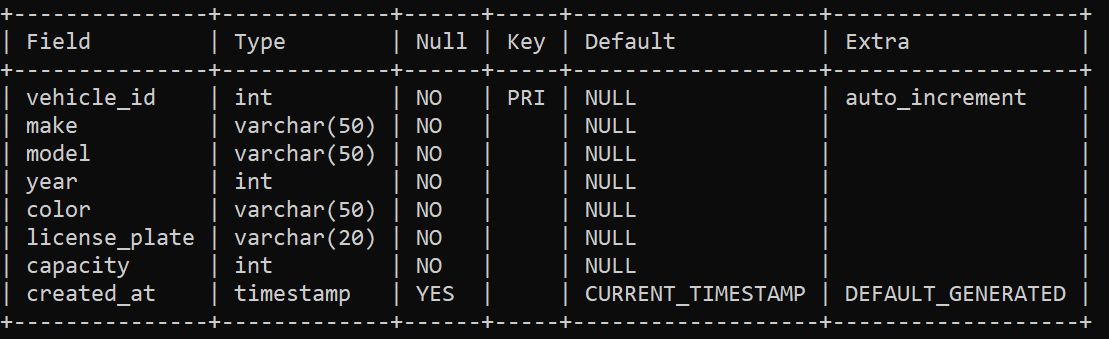 +---------------+-------------+------+-----+-------------------+-------------------+
| Field         | Type        | Null | Key | Default           | Extra             |
+---------------+-------------+------+-----+-------------------+-------------------+
| vehicle_id    | int         | NO   | PRI | NULL              | auto_increment    |
| make          | varchar(50) | NO   |     | NULL              |                   |
| model         | varchar(50) | NO   |     | NULL              |                   |
| year          | int         | NO   |     | NULL              |                   |
| color         | varchar(50) | NO   |     | NULL              |                   |
| license_plate | varchar(20) | NO   |     | NULL              |                   |
| capacity      | int         | NO   |     | NULL              |                   |
| created_at    | timestamp   | YES  |     | CURRENT_TIMESTAMP | DEFAULT_GENERATED |
+---------------+-------------+------+-----+-------------------+-------------------+